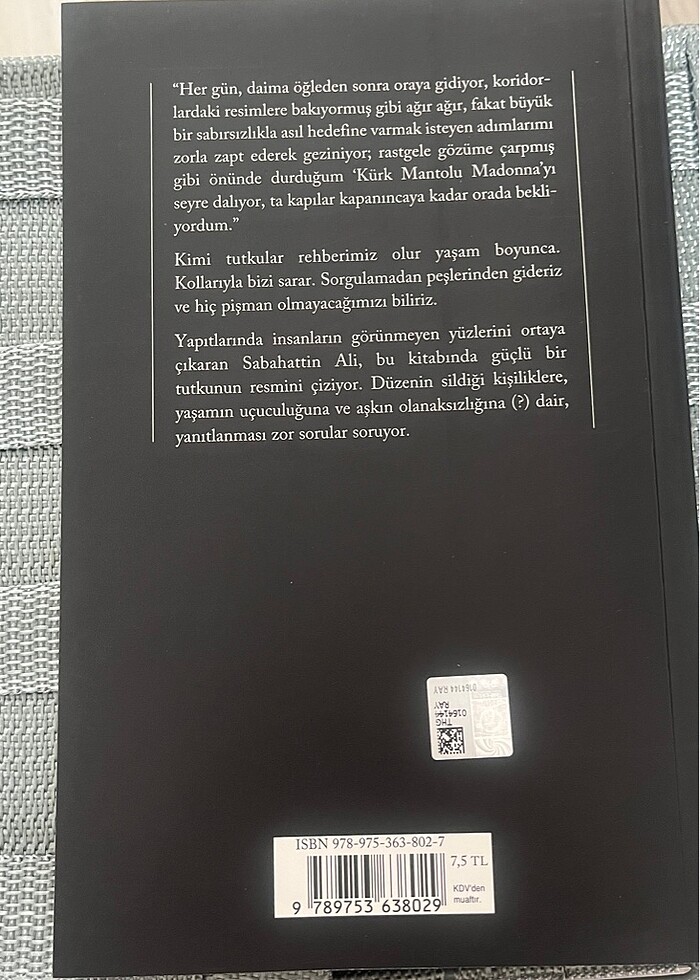 “Her gün, daima öğleden sonra oraya gidiyor, koridor-
lardaki resimlere bakıyormuş gibi ağır ağır, fakat büyük
bir sabırsızlıkla asıl hedefine varmak isteyen adımlarımı
zorla zapt ederek geziniyor; rastgele gözüme çarpmış
gibi önünde durduğum ‘Kürk Mantolu Madonna’yı
seyre dalıyor, ta kapılar kapanıncaya kadar orada bekli-
yordum.”
Kimi tutkular rehberimiz olur yaşam boyunca.
Kollarıyla bizi sarar. Sorgulamadan peşlerinden gideriz
ve hiç pişman olmayacağımızı biliriz.
Yapıtlarında insanların görünmeyen yüzlerini ortaya
çıkaran Sabahattin Ali, bu kitabında güçlü bir
tutkunun resmini çiziyor. Düzenin sildiği kişiliklere,
yaşamın uçuculuğuna ve aşkın olanaksızlığına (?) dair,
yanıtlanması zor sorular soruyor.
0164144 RAY
THG
0164144
RAY
ISBN 978-975-363-802-7
7,5 TL
KDV'den
muaftır.
9 789753 638029